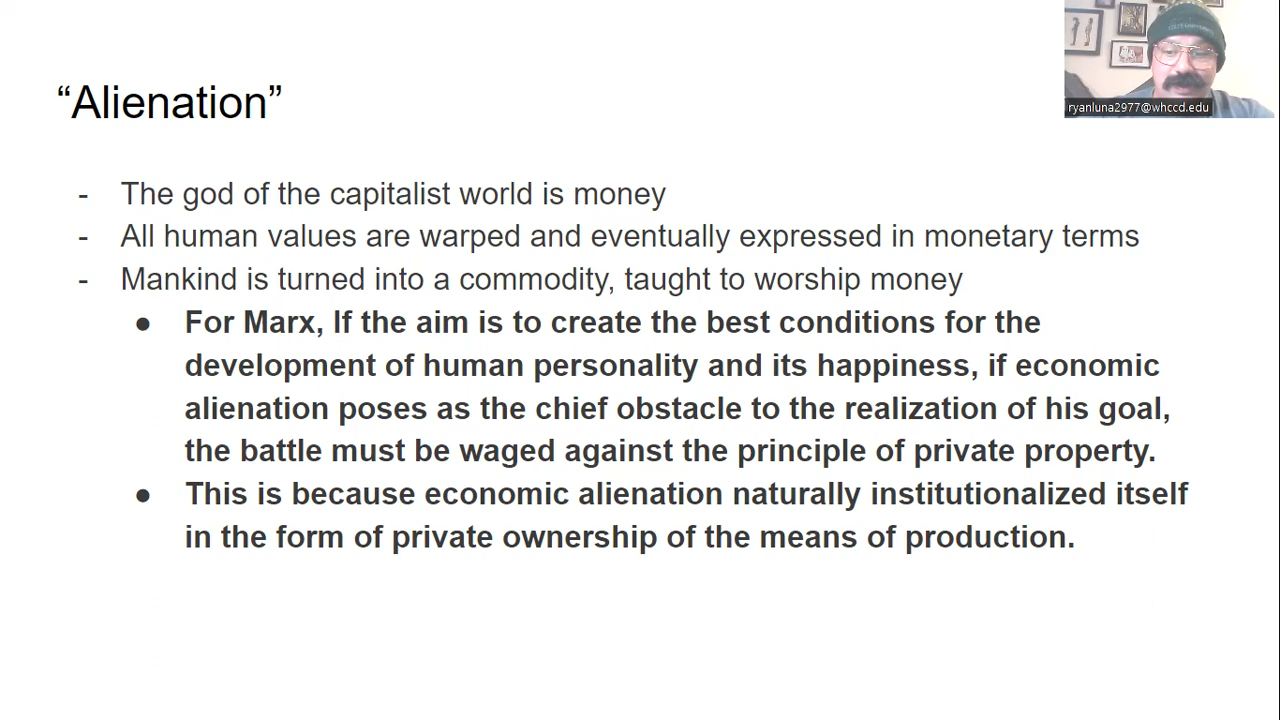 ryanluna2977@whccd.edu
“Alienation”
- The god of the capitalist world is money
- All human values are warped and eventually expressed in monetary terms
- Mankind is turned into a commodity, taught to worship money
● For Marx, If the aim is to create the best conditions for the
development of human personality and its happiness, if economic
alienation poses as the chief obstacle to the realization of his goal,
the battle must be waged against the principle of private property.
● This is because economic alienation naturally institutionalized itself
in the form of private ownership of the means of production.